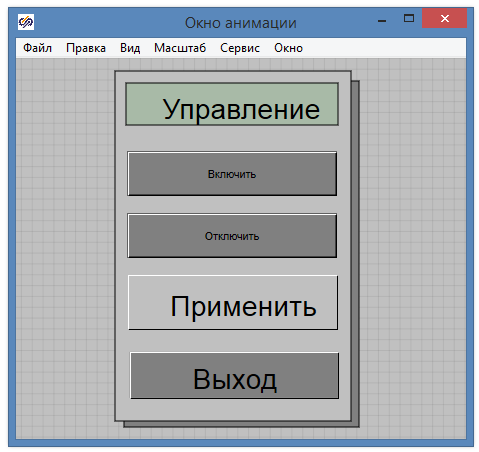 Окно анимации
Файл Правка Вид Масштаб Сервис Окно
Управление
Включить
Отключить
Применить
Выход